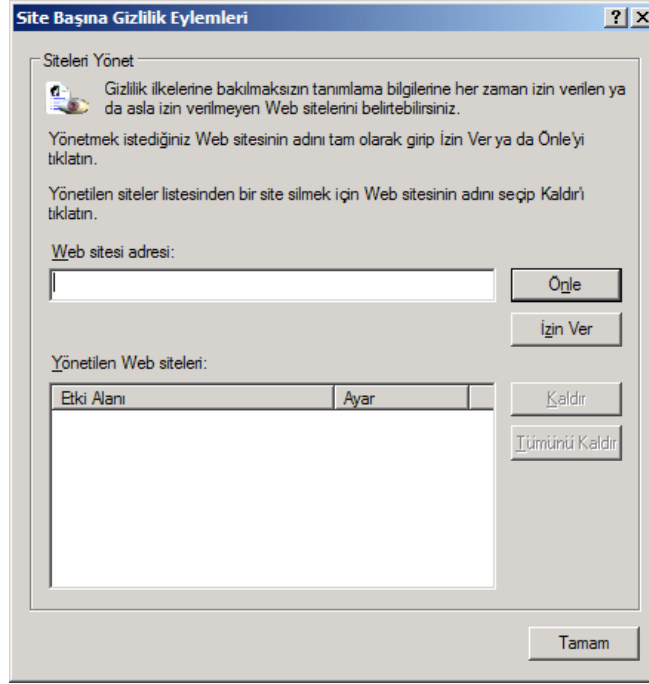 Site Başına Gizlilik Eylemleri
Siteleri Yönet
Gizlilik ilkelerine bakılmaksızın tanımlama bilgilerine her zaman izin verilen ya
da asla izin verilmeyen Web sitelerini belirtebilirsiniz.
Yönetmek istediğiniz Web sitesinin adını tam olarak girip İzin Ver ya da Önle'yi
tıklatın.
Yönetilen siteler listesinden bir site silmek için Web sitesinin adını seçip Kaldır'ı
tıklatın.
Web sitesi adresi:
Önle
İzin Ver
Yönetilen Web siteleri:
Etki Alanı Ayar
Kaldır
Tümünü Kaldır
Tamam